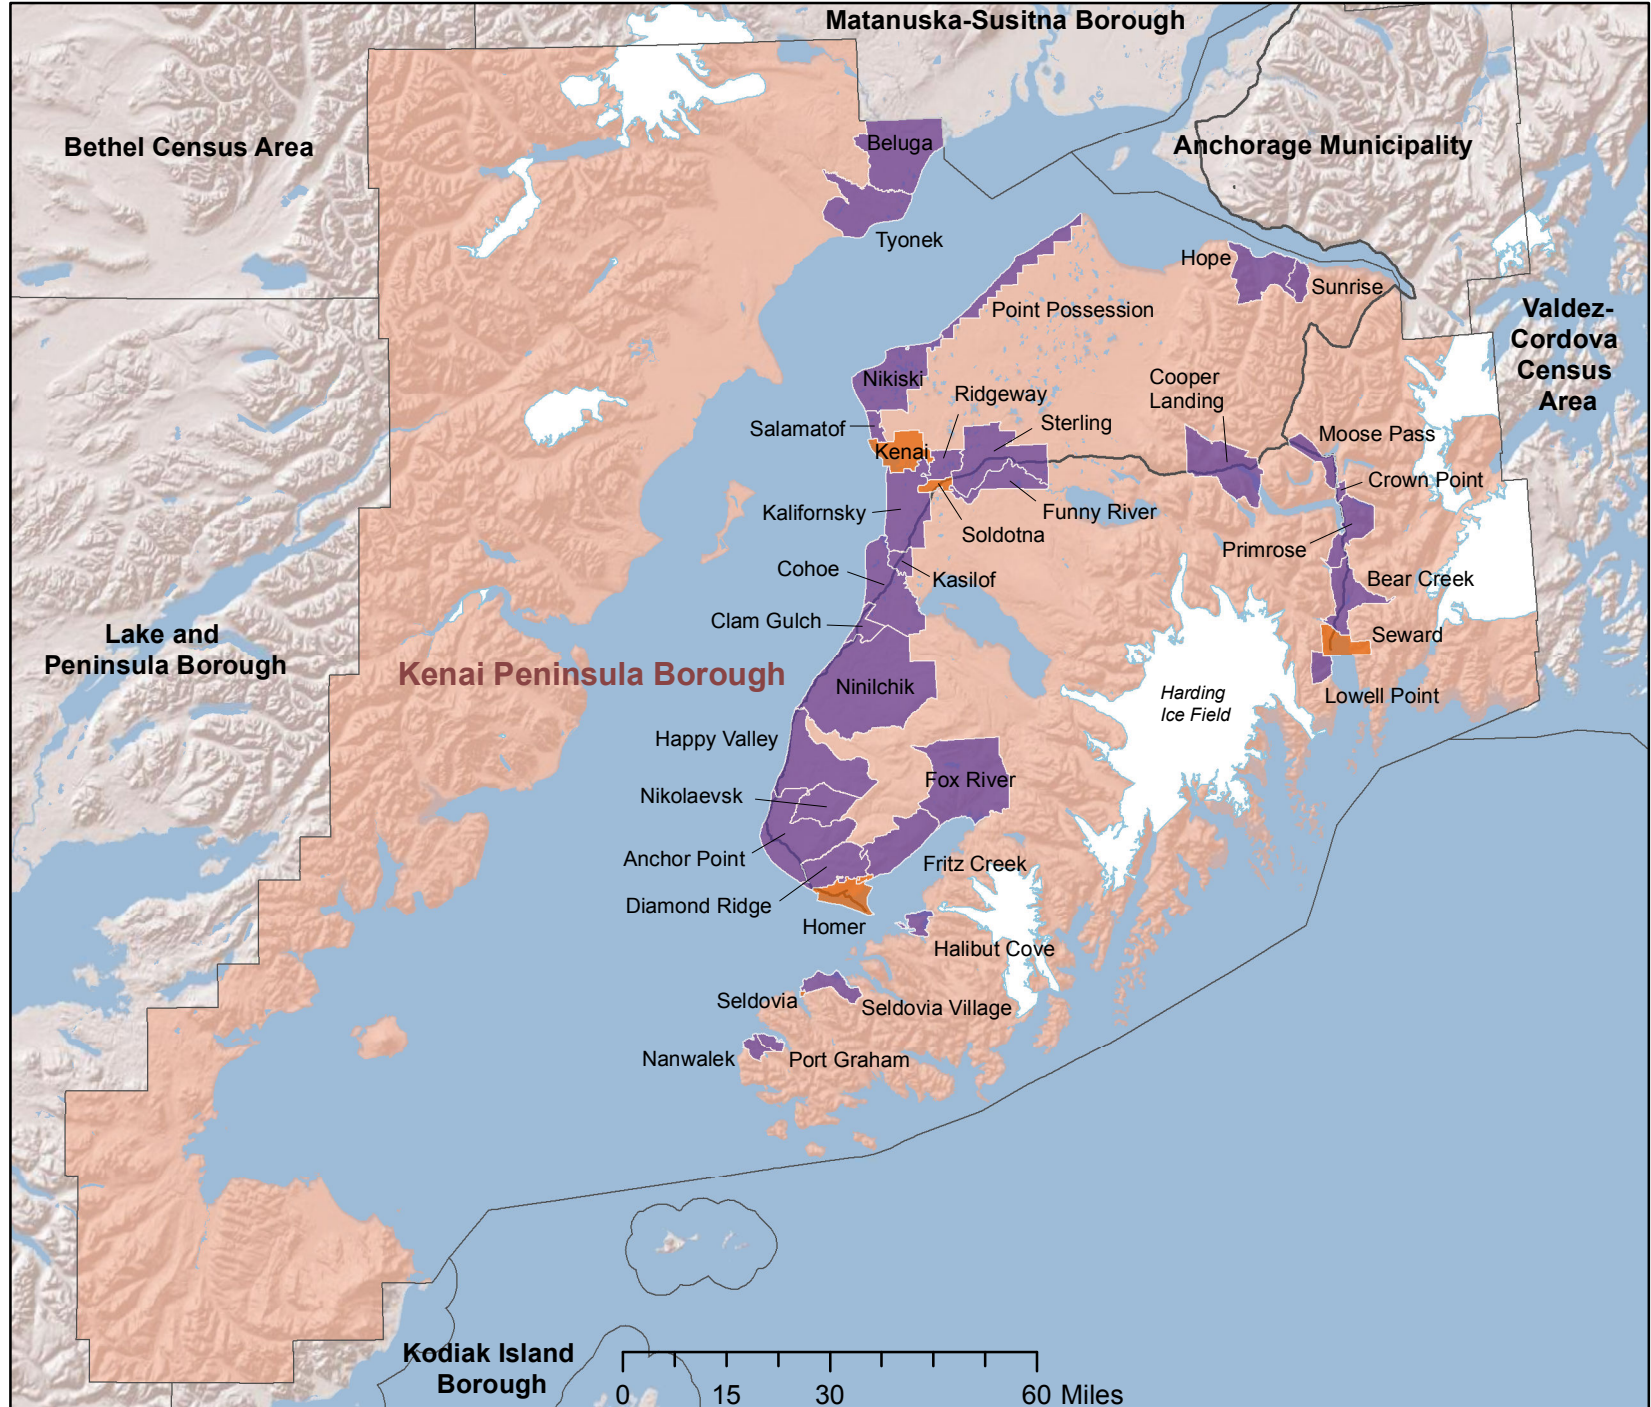 Matanuska-Susitna Borough
Bethel Census Area
Beluga
Anchorage Municipality
Tyonek
Hope
Sunrise
Point Possession
Valdez-
Cordova
Census
Area
Nikiski
Ridgeway
Cooper
Landing
Salamatof
Sterling
Moose Pass
Kenai
Crown Point
Kalifornsky
Funny River
Soldotna
Primrose
Cohoe
Kasilof
Bear Creek
Clam Gulch
Seward
Lake and
Peninsula Borough
Kenai Peninsula Borough
Ninilchik
Harding
Ice Field
Lowell Point
Happy Valley
Fox River
Nikolaevsk
Anchor Point
Fritz Creek
Diamond Ridge
Homer
Halibut Cove
Seldovia
Seldovia Village
Nanwalek
Port Graham
Kodiak Island
Borough
0 15 30 60 Miles